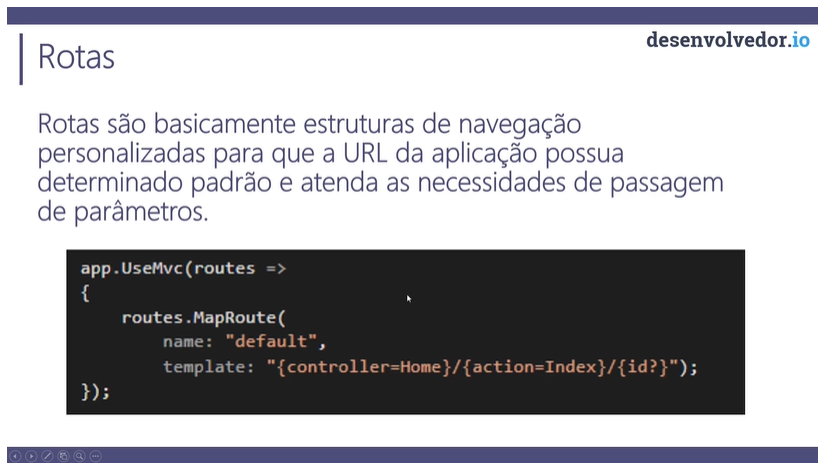 desenvolvedor.io
Rotas
Rotas são basicamente estruturas de navegação
personalizadas para que a URL da aplicação possua
determinado padrão e atenda as necessidades de passagem
de parâmetros.
app.UseMvc(routes =>
{
    routes.MapRoute(
        name: "default",
        template: "{controller=Home}/{action=Index}/{id?}");
});